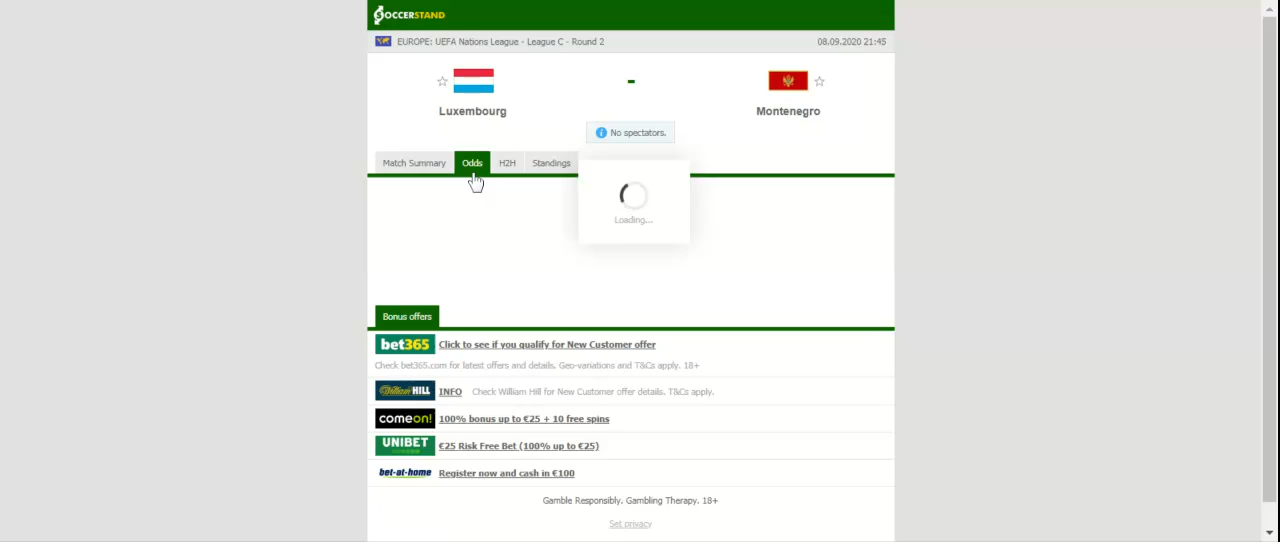 SOCCERSTAND
EUROPE: UEFA Nations League - League C - Round 2 08.09.2020 21:45
-
Luxembourg Montenegro
No spectators.
Match Summary Odds H2H Standings
Loading...
Bonus offers
bet365 Click to see if you qualify for New Customer offer
Check bet365.com for latest offers and details. Geo-variations and T&Cs apply. 18+
William HILL INFO Check William Hill for New Customer offer details. T&Cs apply.
comeon! 100% bonus up to €25 + 10 free spins
UNIBET €25 Risk Free Bet (100% up to €25)
bet-at-home Register now and cash in €100
Gamble Responsibly. Gambling Therapy. 18+
Set privacy